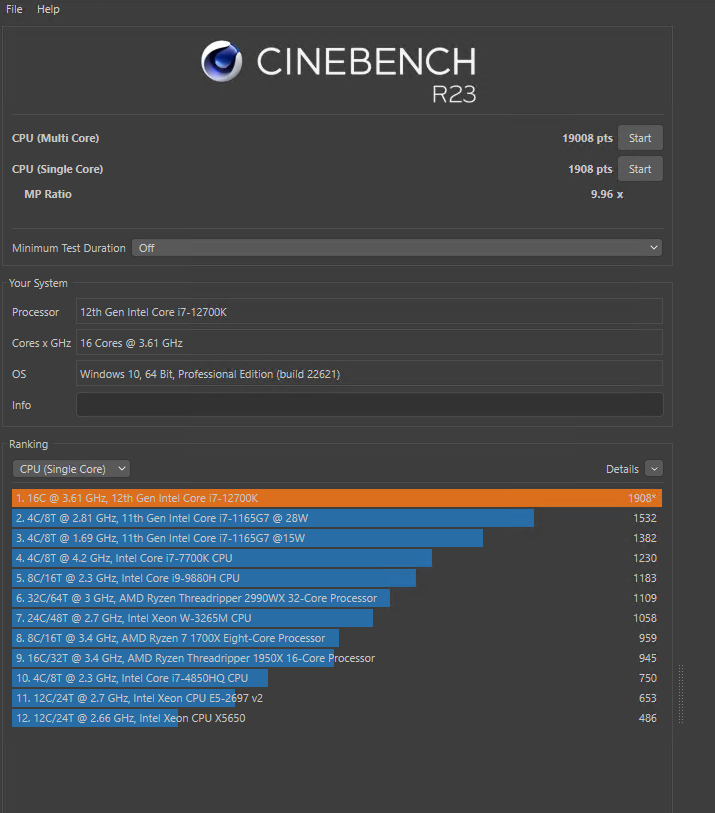 File Help
CINEBENCH
R23
CPU (Multi Core) 19008 pts Start
CPU (Single Core) 1908 pts Start
MP Ratio 9.96 x
Minimum Test Duration Off
Your System
Processor 12th Gen Intel Core i7-12700K
Cores x GHz 16 Cores @ 3.61 GHz
OS Windows 10, 64 Bit, Professional Edition (build 22621)
Info
Ranking
CPU (Single Core) Details
1. 16C @ 3.61 GHz, 12th Gen Intel Core i7-12700K 1908*
2. 4C/8T @ 2.81 GHz, 11th Gen Intel Core i7-1165G7 @ 28W 1532
3. 4C/8T @ 1.69 GHz, 11th Gen Intel Core i7-1165G7 @15W 1382
4. 4C/8T @ 4.2 GHz, Intel Core i7-7700K CPU 1230
5. 8C/16T @ 2.3 GHz, Intel Core i9-9880H CPU 1183
6. 32C/64T @ 3 GHz, AMD Ryzen Threadripper 2990WX 32-Core Processor 1109
7. 24C/48T @ 2.7 GHz, Intel Xeon W-3265M CPU 1058
8. 8C/16T @ 3.4 GHz, AMD Ryzen 7 1700X Eight-Core Processor 959
9. 16C/32T @ 3.4 GHz, AMD Ryzen Threadripper 1950X 16-Core Processor 945
10. 4C/8T @ 2.3 GHz, Intel Core i7-4850HQ CPU 750
11. 12C/24T @ 2.7 GHz, Intel Xeon CPU E5-2697 v2 653
12. 12C/24T @ 2.66 GHz, Intel Xeon CPU X5650 486